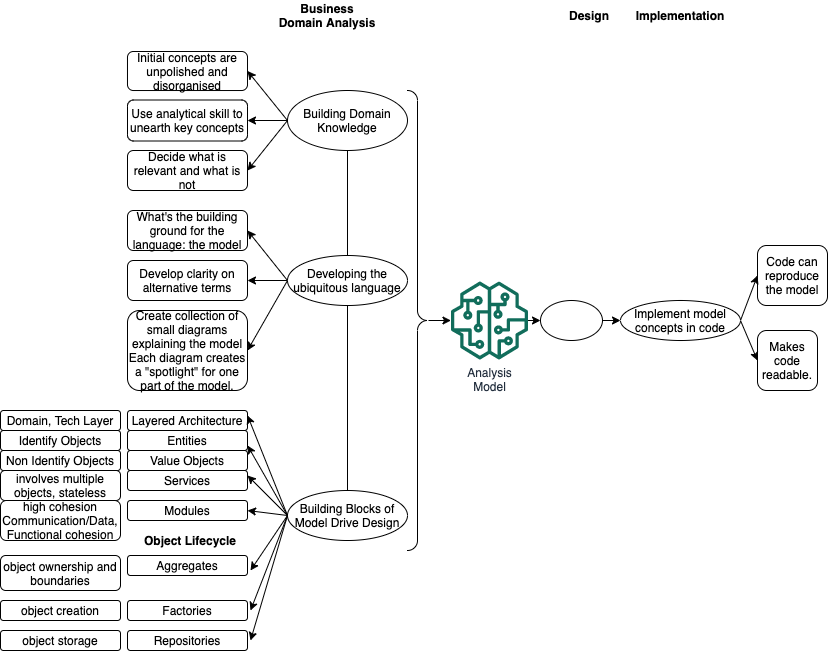 Business
Domain Analysis
Design
Implementation
Initial concepts are
unpolished and
disorganised
Use analytical skill to
unearth key concepts
Decide what is
relevant and what is
not
Building Domain
Knowledge
What's the building
ground for the
language: the model
Develop clarity on
alternative terms
Create collection of
small diagrams
explaining the model
Each diagram creates
a "spotlight" for one
part of the model.
Developing the
ubiquitous language
Analysis
Model
Implement model
concepts in code
Code can
reproduce
the model
Makes
code
readable.
Domain, Tech Layer
Layered Architecture
Identify Objects
Entities
Non Identify Objects
Value Objects
involves multiple
objects, stateless
Services
high cohesion
Communication/Data,
Functional cohesion
Modules
Building Blocks of
Model Drive Design
Object Lifecycle
object ownership and
boundaries
Aggregates
object creation
Factories
object storage
Repositories